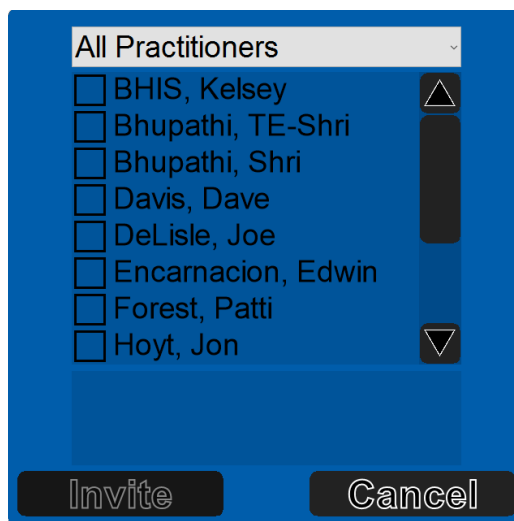 All Practitioners
BHIS, Kelsey
Bhupathi, TE-Shri
Bhupathi, Shri
Davis, Dave
DeLisle, Joe
Encarnacion, Edwin
Forest, Patti
Hoyt, Jon
Invite
Cancel